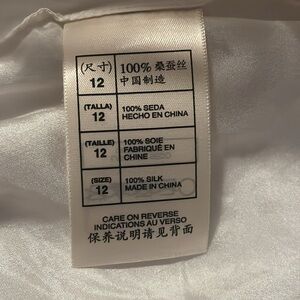 (尺寸) 100% 桑蚕丝
12 中国制造
(TALLA) 100% SEDA
12 HECHO EN CHINA
(TAILLE) 100% SOIE
12 FABRIQUÉ EN
CHINE
(SIZE) 100% SILK
12 MADE IN CHINA
CARE ON REVERSE
INDICATIONS AU VERSO
保养说明请见背面